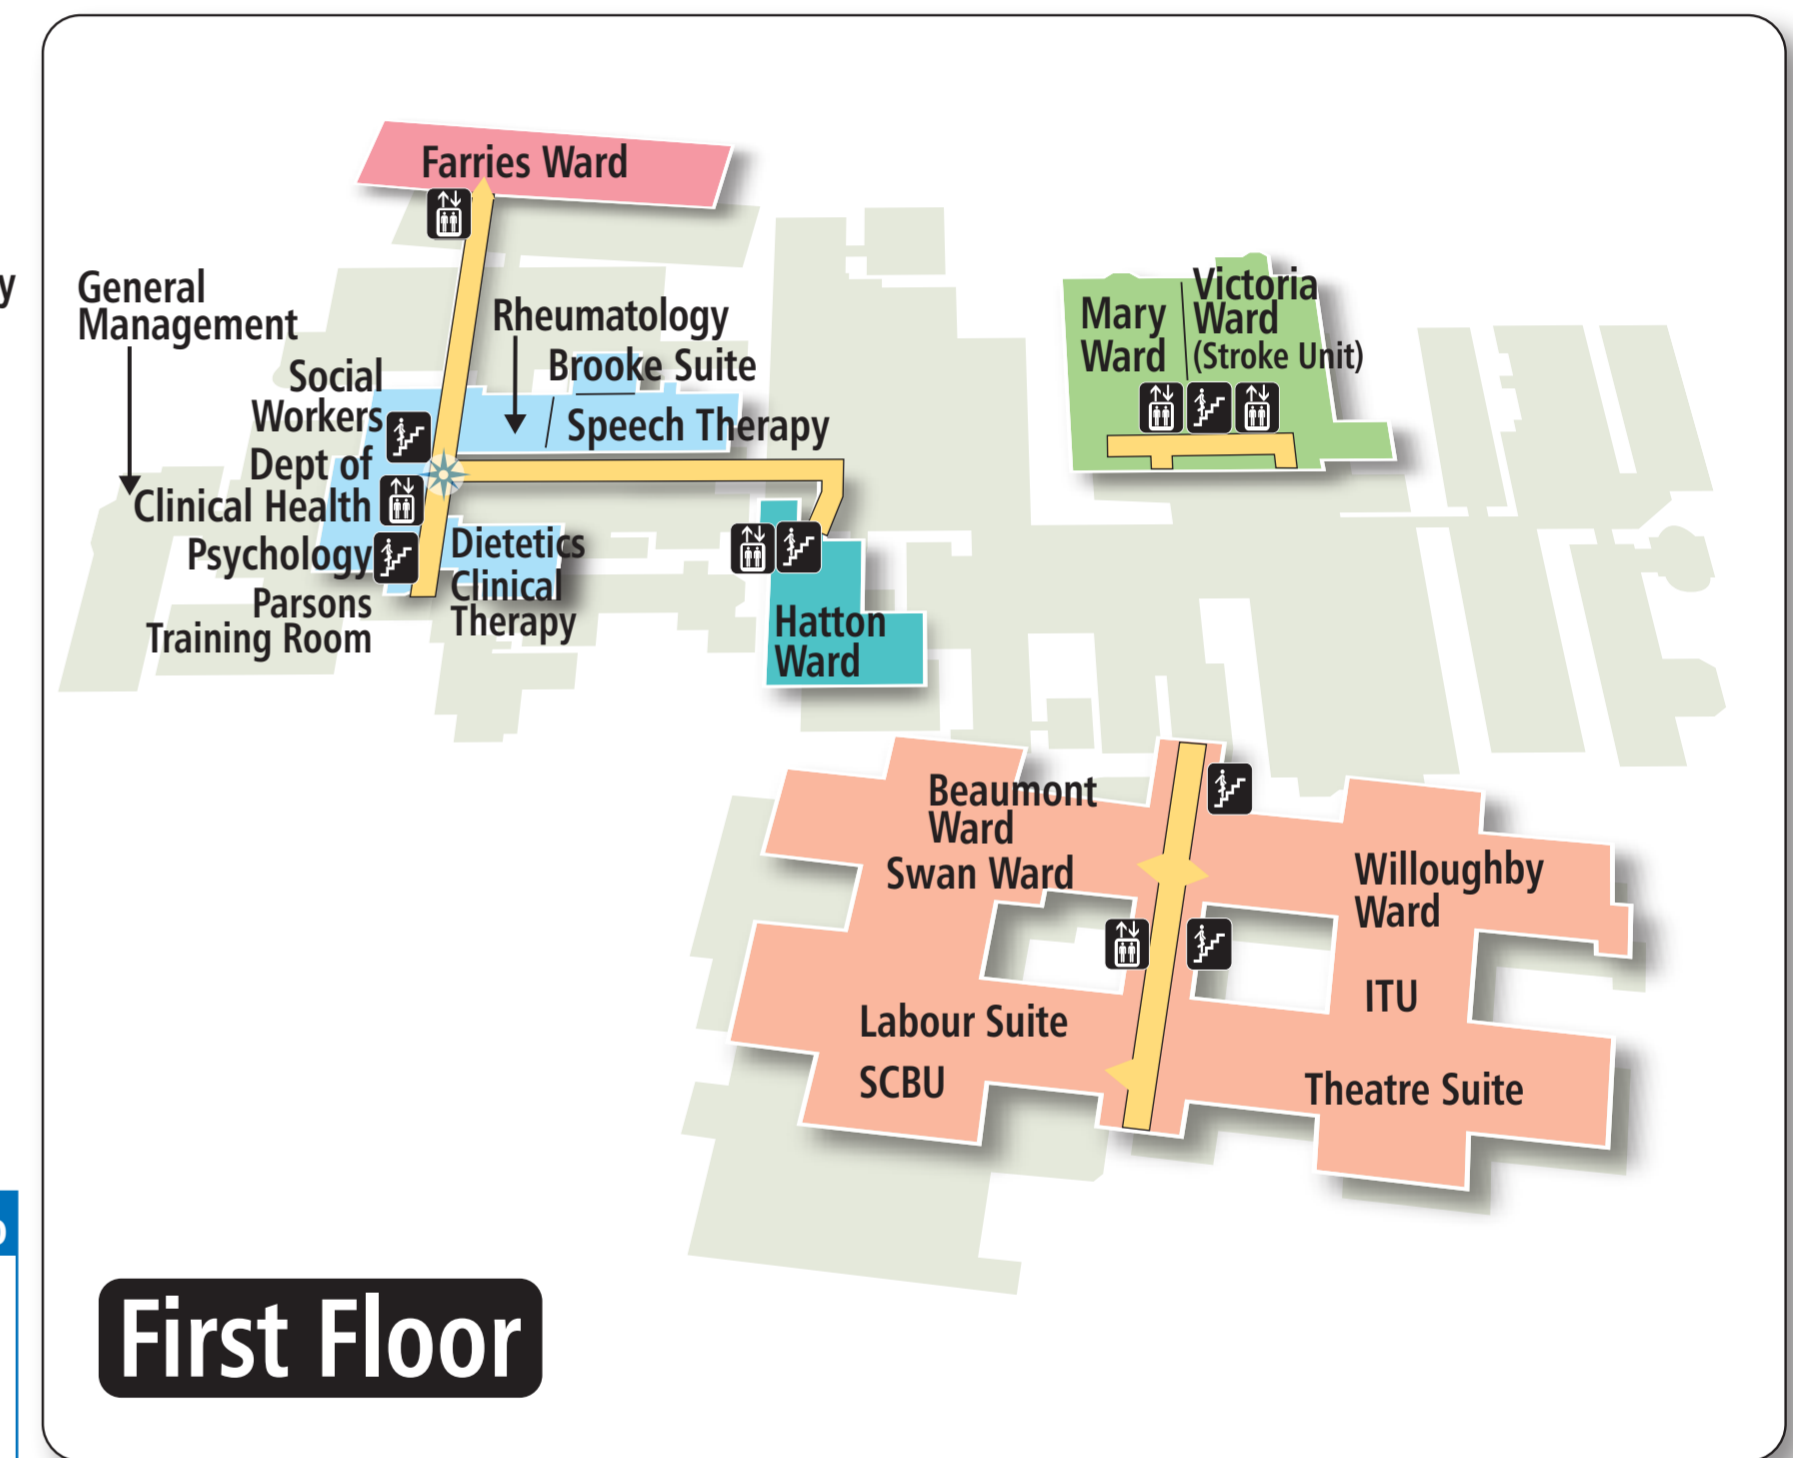 Farries Ward
y
General
Management
Rheumatology
Brooke Suite
Speech Therapy
Social
Workers
Dept of
Clinical Health
Psychology
Parsons
Training Room
Dietetics
Clinical
Therapy
Hatton
Ward
Mary
Ward
Victoria
Ward
(Stroke Unit)
Beaumont
Ward
Swan Ward
Willoughby
Ward
ITU
Labour Suite
SCBU
Theatre Suite
First Floor